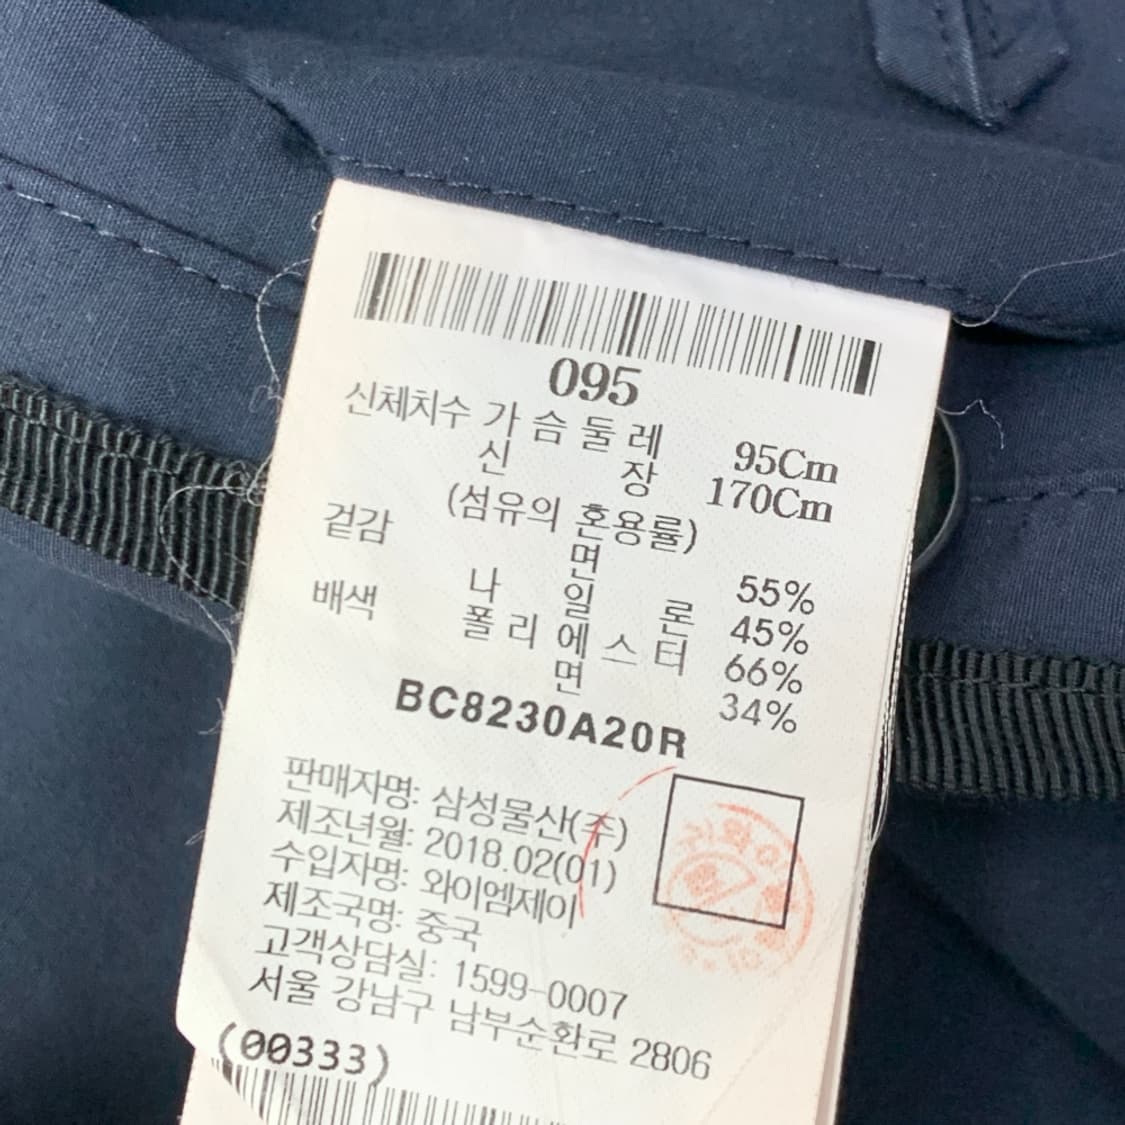 095
신체치수 가슴둘레 95Cm
신장 170Cm
(섬유의 혼용률)
겉감 면 55%
나일론 45%
배색 폴리에스터 66%
면 34%
BC8230A20R
판매자명: 삼성물산(주)
제조년월: 2018.02(01)
수입자명: 와이엠제이
제조국명: 중국
고객상담실: 1599-0007
서울 강남구 남부순환로 2806
(00333)